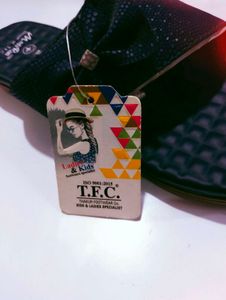 Ladies
& Kids
ISO 9001:2015
T.F.C.®
THAKUR FOOTWEAR Co.
KIDS & LADIES SPECIALIST